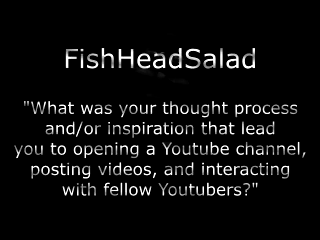 FishHeadSalad
"What was your thought process
and/or inspiration that lead
you to opening a Youtube channel,
posting videos, and interacting
with fellow Youtubers?"